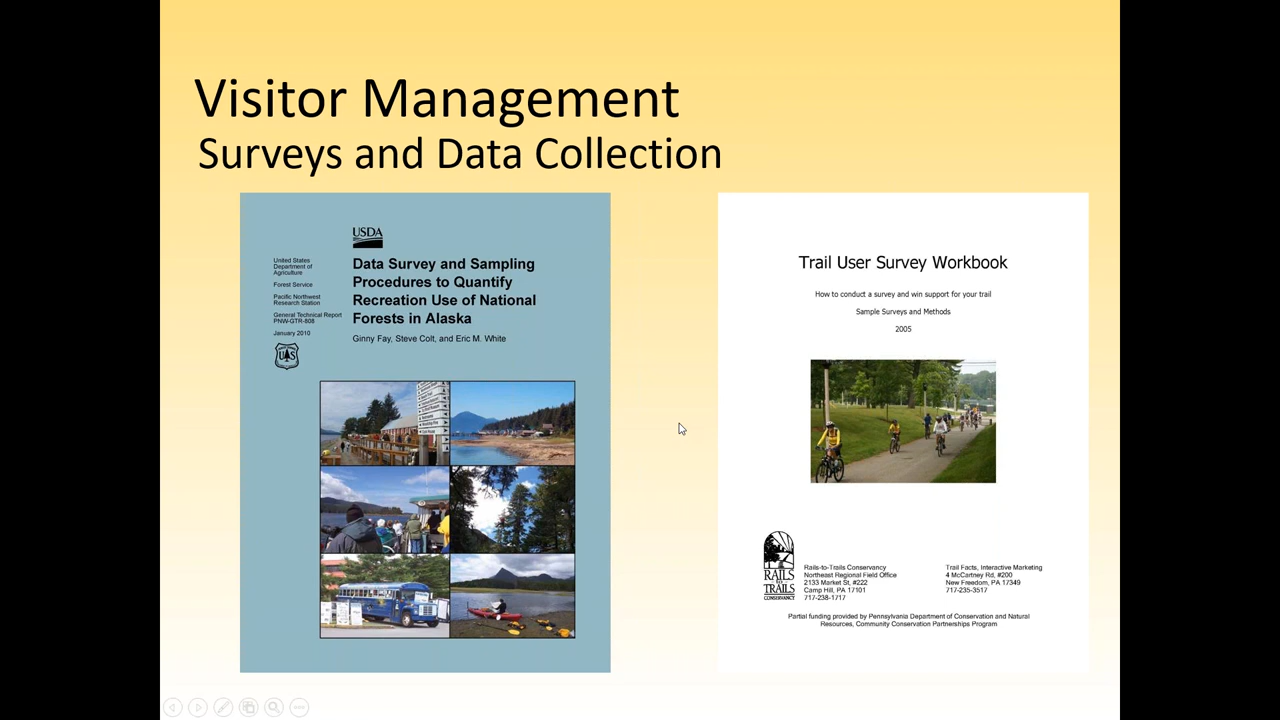 Visitor Management
Surveys and Data Collection
USDA
United States
Department of
Agriculture
Forest Service
Pacific Northwest
Research Station
General Technical Report
PNW-GTR-808
January 2010
Data Survey and Sampling
Procedures to Quantify
Recreation Use of National
Forests in Alaska
Ginny Fay, Steve Colt, and Eric M. White
Trail User Survey Workbook
How to conduct a survey and win support for your trail
Sample Surveys and Methods
2005
RAILS
to
TRAILS
CONSERVANCY
Rails-to-Trails Conservancy
Northeast Regional Field Office
2133 Market St, #222
Camp Hill, PA 17101
717-238-1717
Trail Facts, Interactive Marketing
4 McCartney Rd, #200
New Freedom, PA 17349
717-235-3517
Partial funding provided by Pennsylvania Department of Conservation and Natural
Resources, Community Conservation Partnerships Program